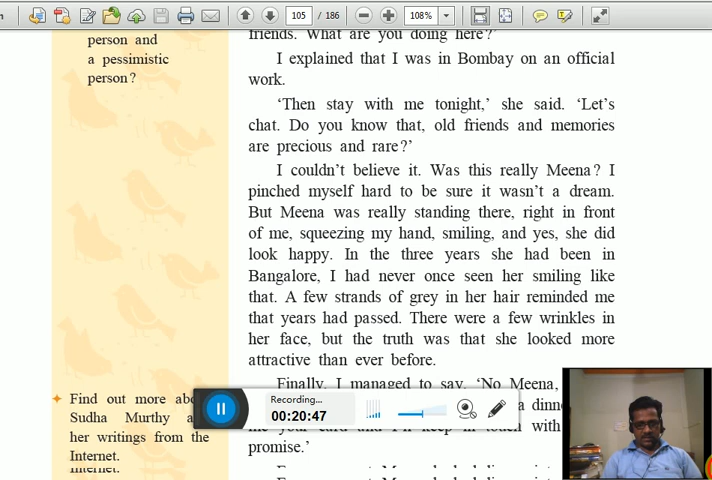 105 / 186
108%
person and
a pessimistic
person?
friends. What are you doing here?'
I explained that I was in Bombay on an official
work.
'Then stay with me tonight,' she said. 'Let's
chat. Do you know that, old friends and memories
are precious and rare?'
I couldn't believe it. Was this really Meena? I
pinched myself hard to be sure it wasn't a dream.
But Meena was really standing there, right in front
of me, squeezing my hand, smiling, and yes, she did
look happy. In the three years she had been in
Bangalore, I had never once seen her smiling like
that. A few strands of grey in her hair reminded me
that years had passed. There were a few wrinkles in
her face, but the truth was that she looked more
attractive than ever before.
Finally, I managed to say, 'No Meena,
a dinn
with
promise.'
Find out more abo
Sudha Murthy a
her writings from the
Internet.
Recording...
00:20:47